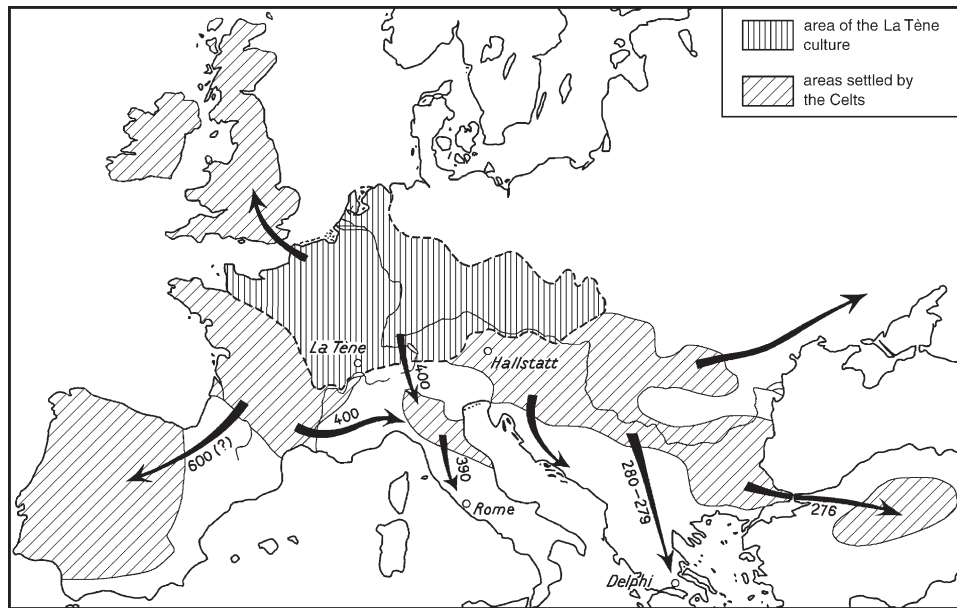 area of the La Tène
culture
areas settled by
the Celts
La Tène
Hallstatt
400
400
600 (?)
390
Rome
280–279
276
Delphi